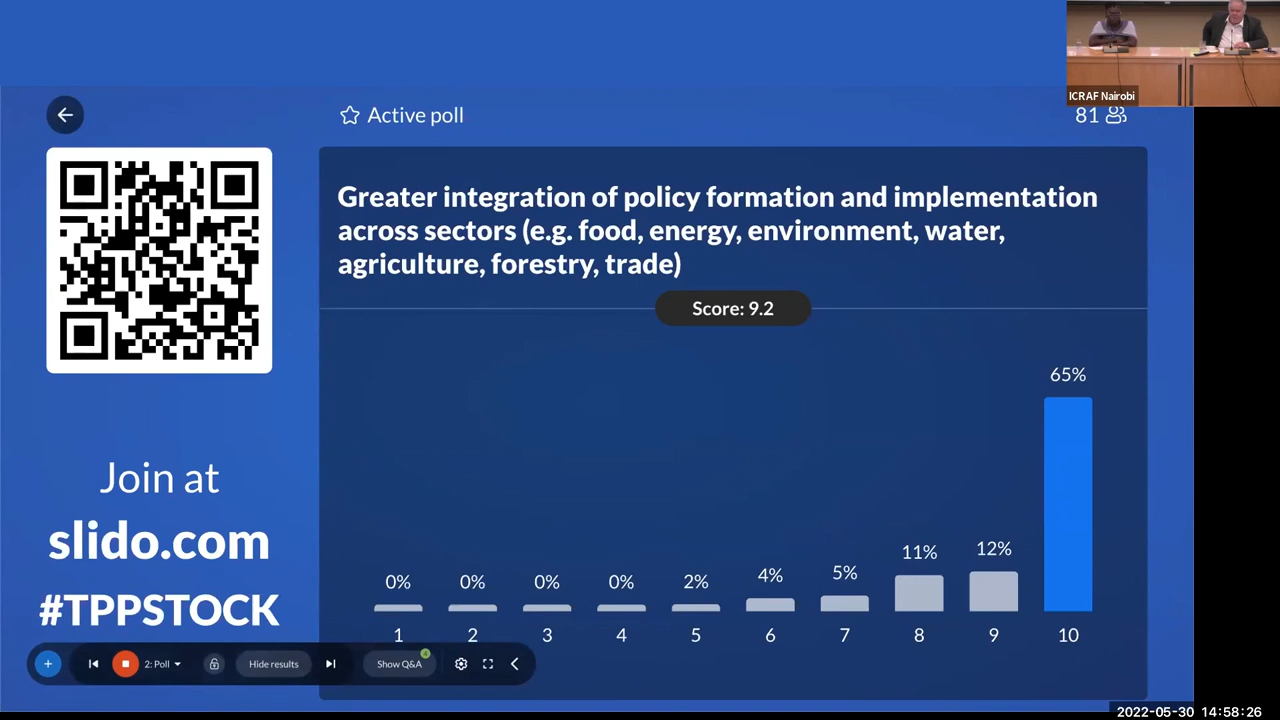 ICRAF Nairobi
Active poll
81
Greater integration of policy formation and implementation
across sectors (e.g. food, energy, environment, water,
agriculture, forestry, trade)
Score: 9.2
65%
12%
11%
5%
4%
2%
0% 0% 0% 0%
1 2 3 4 5 6 7 8 9 10
Join at
slido.com
#TPPSTOCK
2: Poll
Hide results
Show Q&A
4
2022-05-30 14:58:26